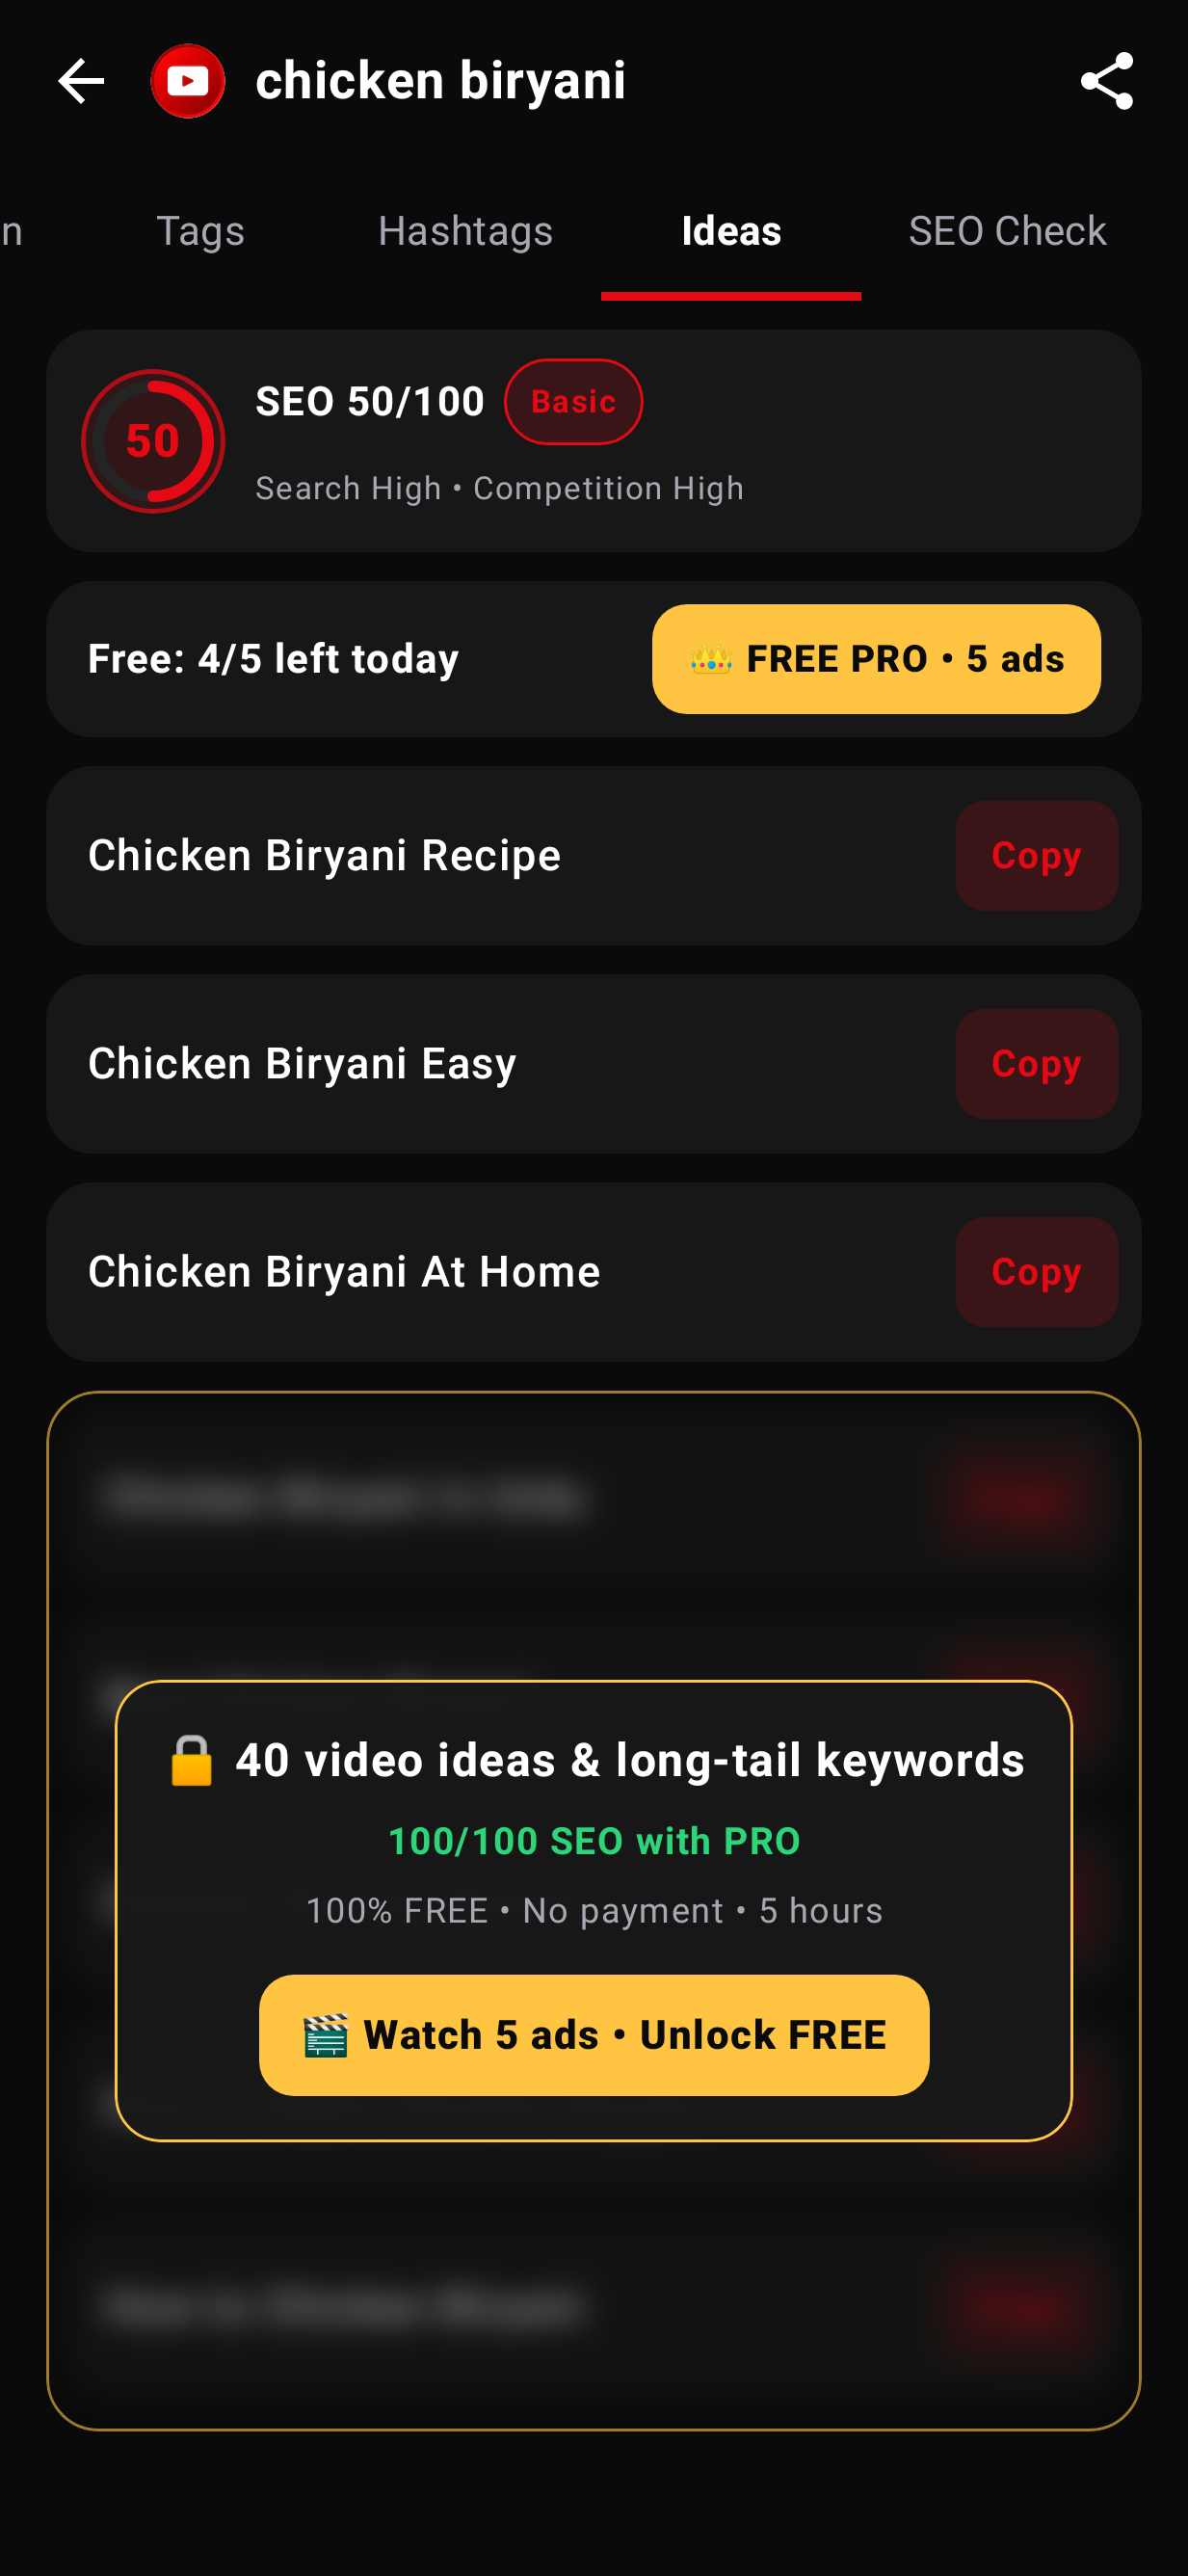 chicken biryani
n Tags Hashtags Ideas SEO Check
50
SEO 50/100 Basic
Search High • Competition High
Free: 4/5 left today
👑 FREE PRO • 5 ads
Chicken Biryani Recipe
Copy
Chicken Biryani Easy
Copy
Chicken Biryani At Home
Copy
🔒 40 video ideas & long-tail keywords
100/100 SEO with PRO
100% FREE • No payment • 5 hours
🎬 Watch 5 ads • Unlock FREE